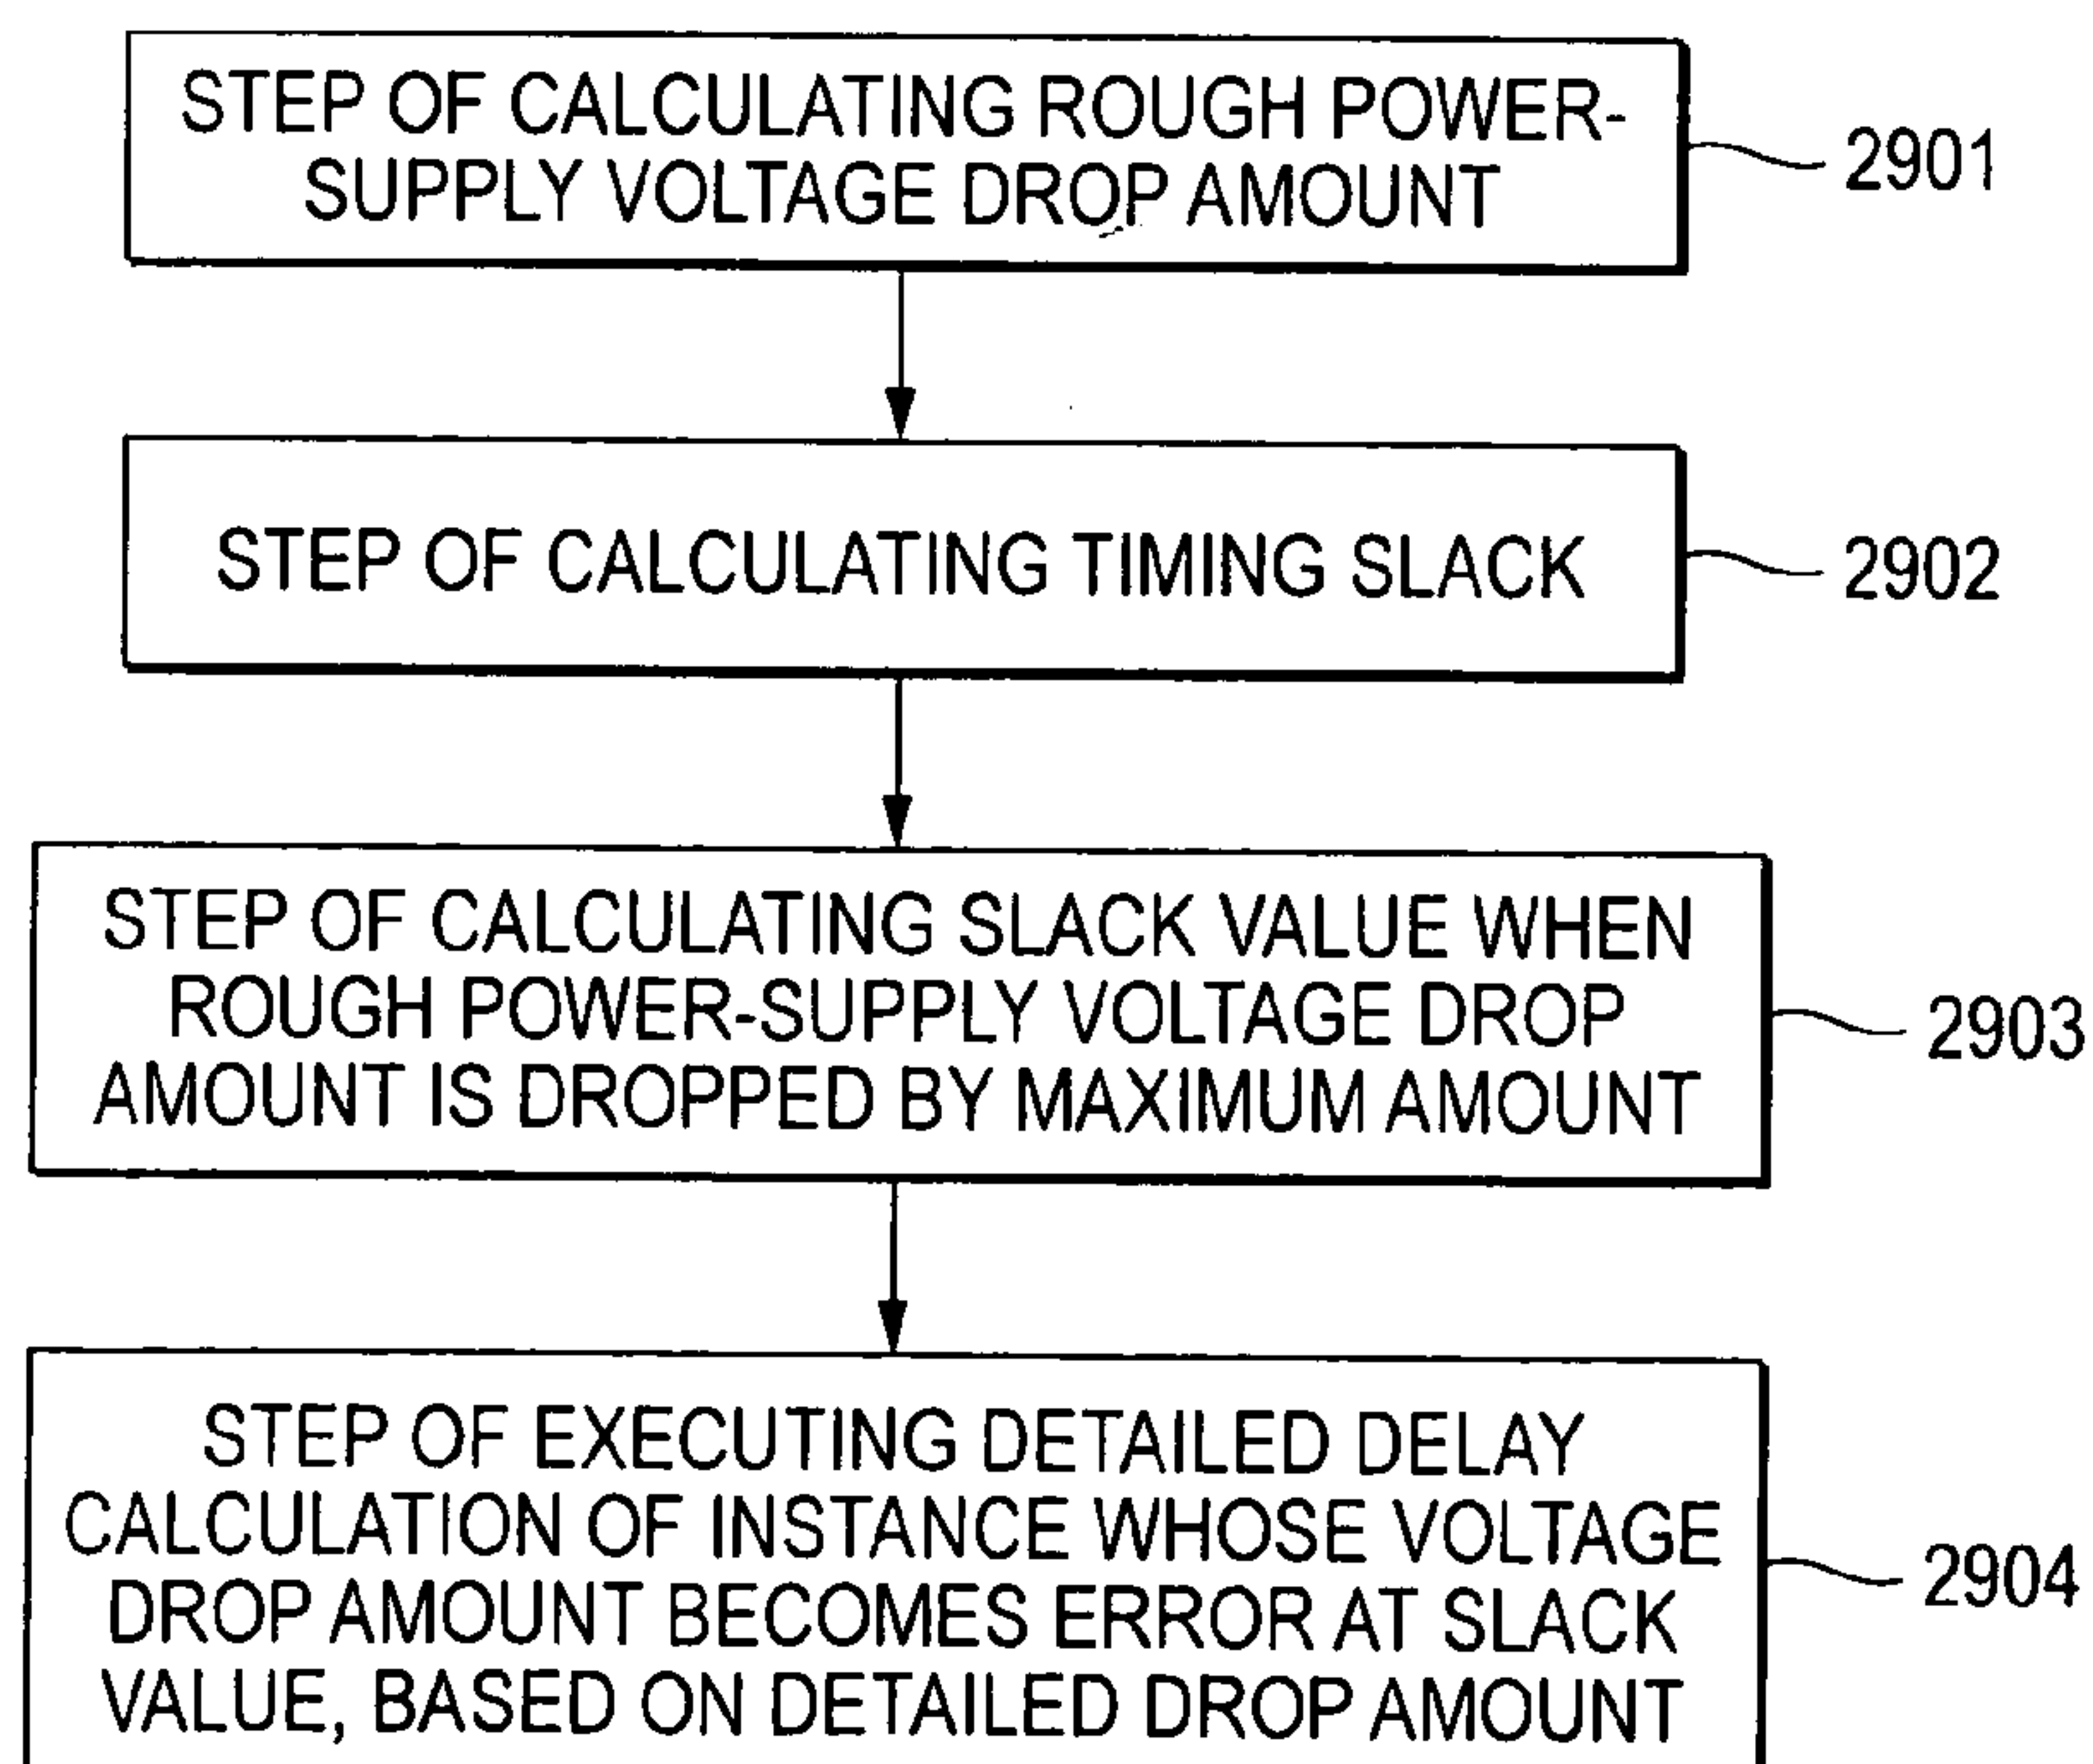 STEP OF CALCULATING ROUGH POWER-
SUPPLY VOLTAGE DROP AMOUNT
2901
STEP OF CALCULATING TIMING SLACK
2902
STEP OF CALCULATING SLACK VALUE WHEN
ROUGH POWER-SUPPLY VOLTAGE DROP
AMOUNT IS DROPPED BY MAXIMUM AMOUNT
2903
STEP OF EXECUTING DETAILED DELAY
CALCULATION OF INSTANCE WHOSE VOLTAGE
DROP AMOUNT BECOMES ERROR AT SLACK
VALUE, BASED ON DETAILED DROP AMOUNT
2904